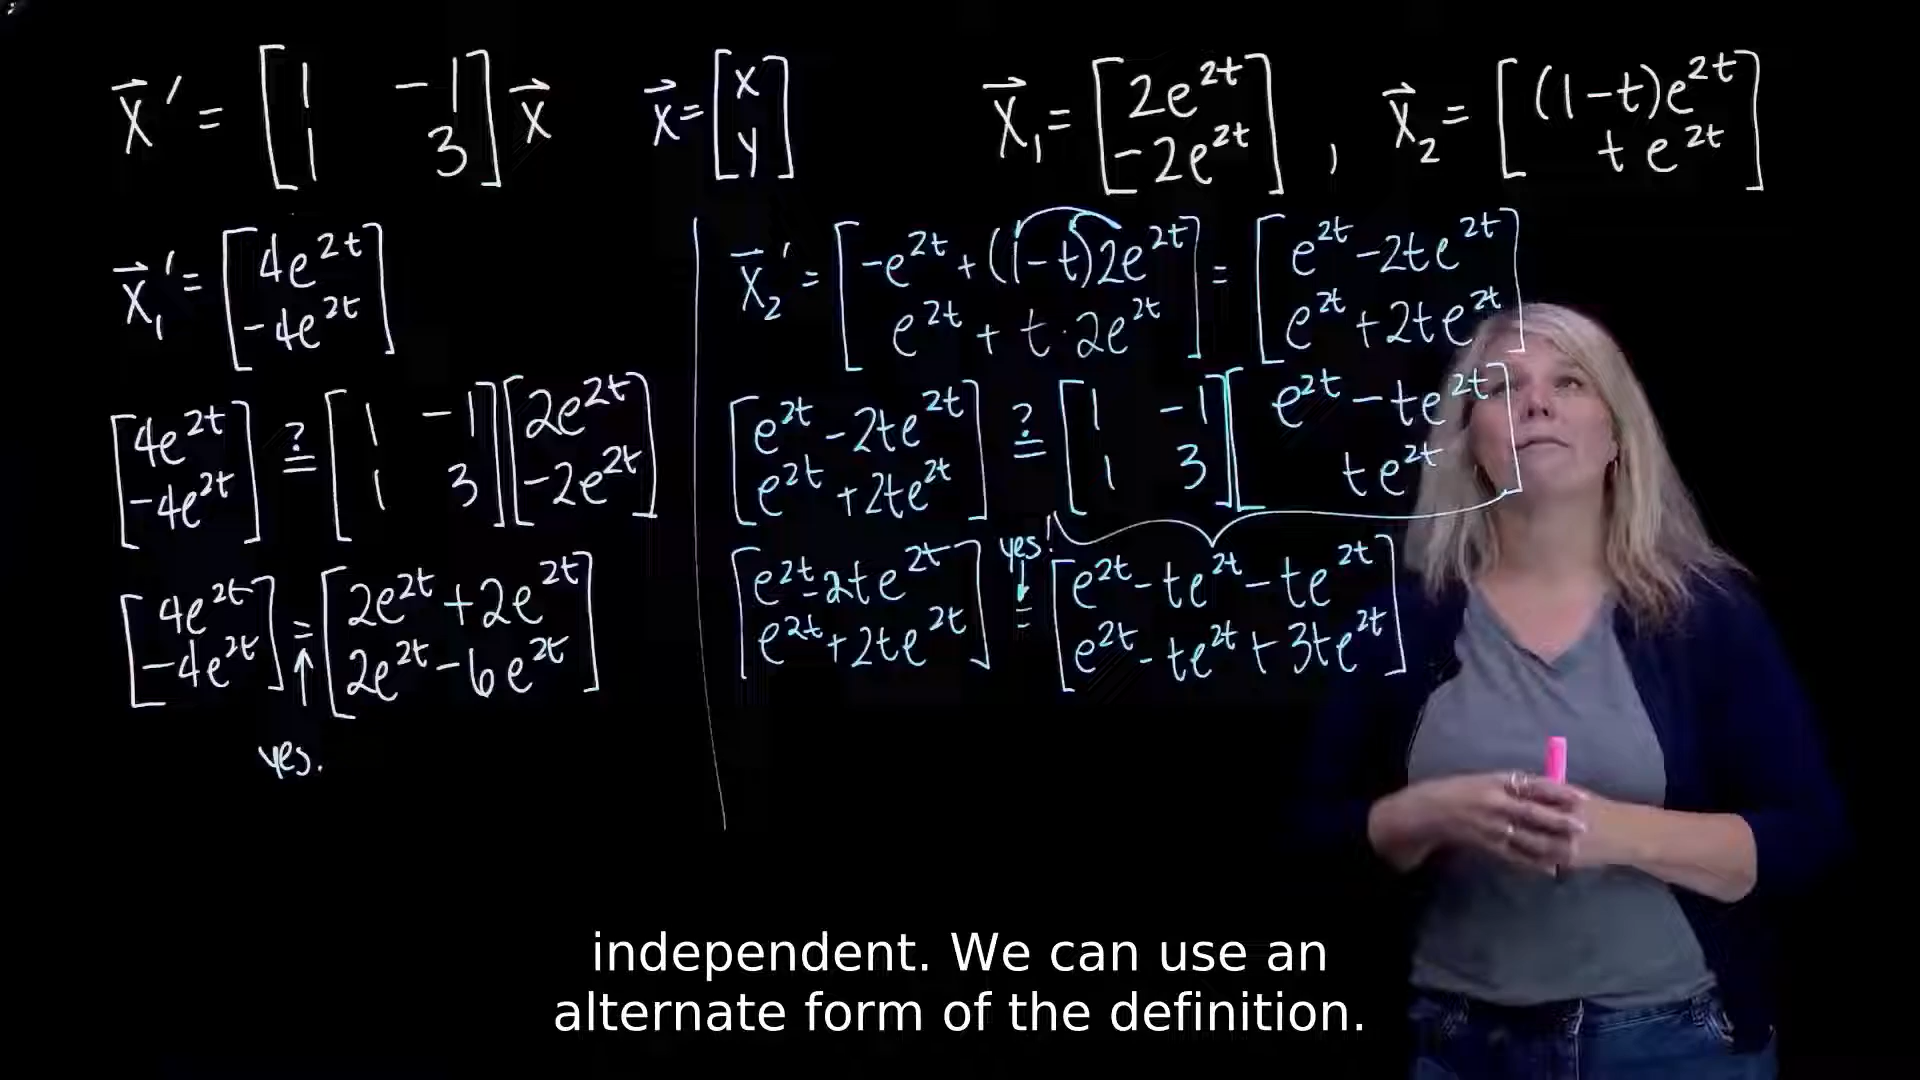 x⃗' = [1 -1; 1 3] x⃗   x⃗ = [x; y]   x⃗₁ = [2e^{2t}; -2e^{2t}] , x⃗₂ = [(1-t)e^{2t}; t e^{2t}]
x⃗₁' = [4e^{2t}; -4e^{2t}]
[4e^{2t}; -4e^{2t}] ≟ [1 -1; 1 3] [2e^{2t}; -2e^{2t}]
[4e^{2t}; -4e^{2t}] = [2e^{2t} + 2e^{2t}; 2e^{2t} - 6e^{2t}]
↑
yes.
x⃗₂' = [-e^{2t} + (1-t)2e^{2t}; e^{2t} + t·2e^{2t}] = [e^{2t} - 2te^{2t}; e^{2t} + 2te^{2t}]
[e^{2t} - 2te^{2t}; e^{2t} + 2te^{2t}] ≟ [1 -1; 1 3] [e^{2t} - te^{2t}; te^{2t}]
yes!
↓
[e^{2t} - 2te^{2t}; e^{2t} + 2te^{2t}] = [e^{2t} - te^{2t} - te^{2t}; e^{2t} - te^{2t} + 3te^{2t}]
independent. We can use an
alternate form of the definition.